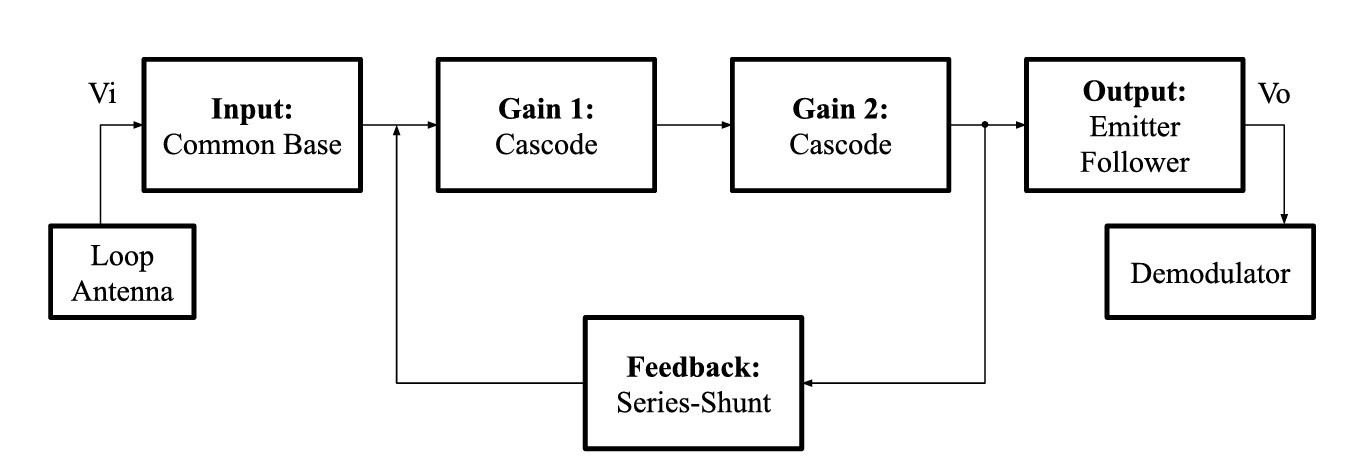 Vi
Input:
Common Base
Gain 1:
Cascode
Gain 2:
Cascode
Output:
Emitter
Follower
Vo
Loop
Antenna
Demodulator
Feedback:
Series-Shunt